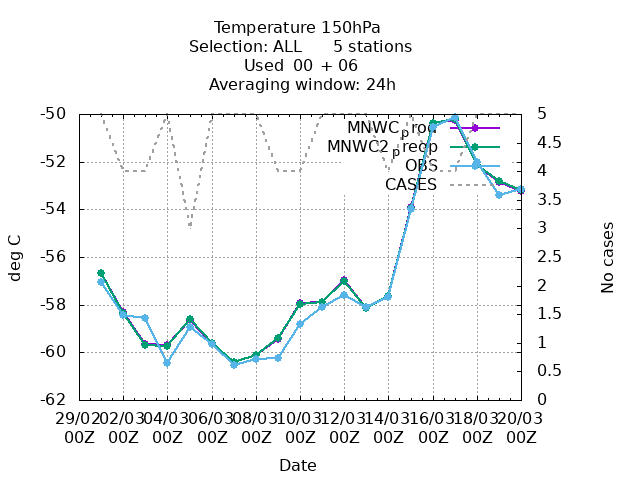 Temperature 150hPa
Selection: ALL 5 stations
Used 00 + 06
Averaging window: 24h
-50
-52
-54
-56
-58
-60
-62
deg C
5
4.5
4
3.5
3
2.5
2
1.5
1
0.5
0
No cases
MNWC_prod
MNWC2_preop
OBS
CASES
29/02 02/03 04/03 06/03 08/03 10/03 12/03 14/03 16/03 18/03 20/03
00Z 00Z 00Z 00Z 00Z 00Z 00Z 00Z 00Z 00Z 00Z
Date